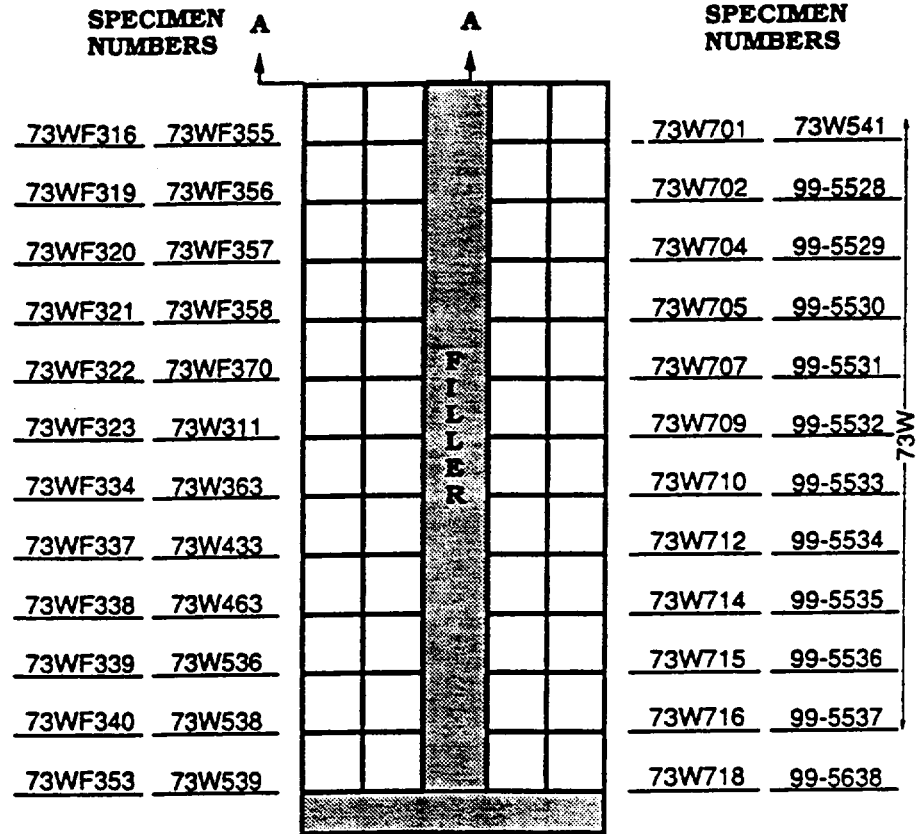 SPECIMEN NUMBERS
A
A
SPECIMEN NUMBERS
73WF316 73WF355 73W701 73W541
73WF319 73WF356 73W702 99-5528
73WF320 73WF357 73W704 99-5529
73WF321 73WF358 73W705 99-5530
73WF322 73WF370 73W707 99-5531
73WF323 73W311 73W709 99-5532
73WF334 73W363 73W710 99-5533
73WF337 73W433 73W712 99-5534
73WF338 73W463 73W714 99-5535
73WF339 73W536 73W715 99-5536
73WF340 73W538 73W716 99-5537
73WF353 73W539 73W718 99-5638
FILLER
73W